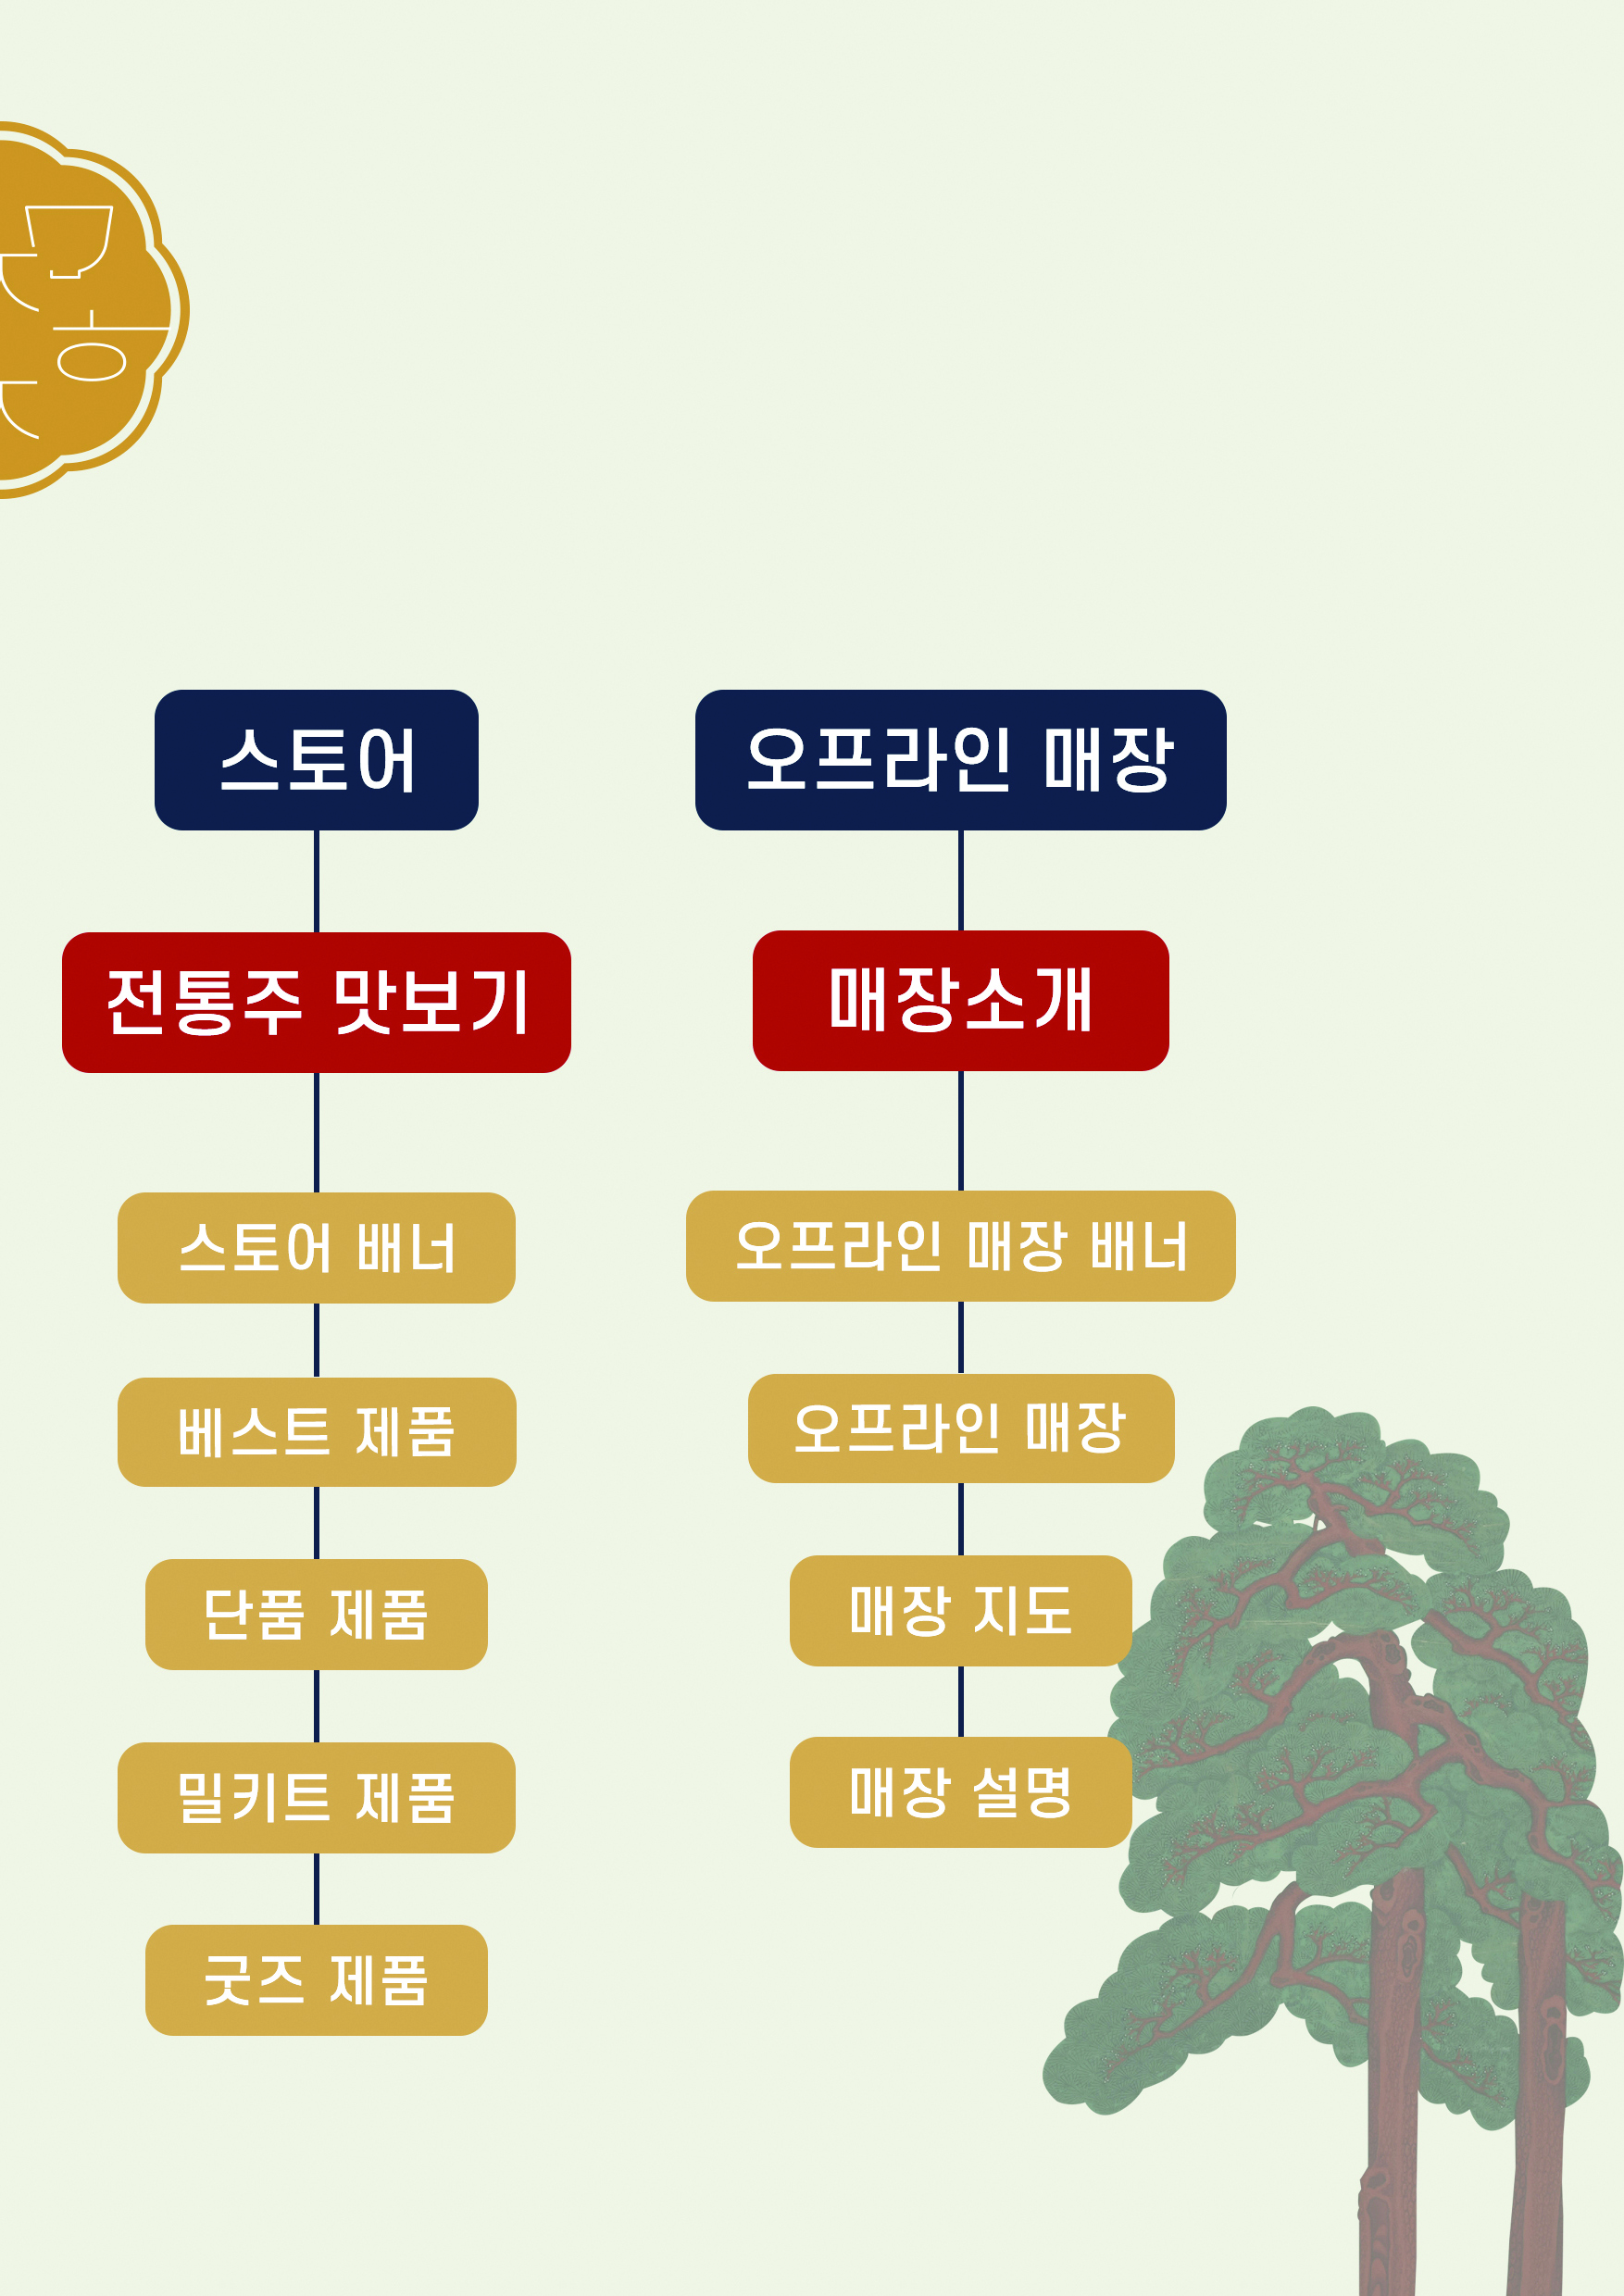 스토어
전통주 맛보기
스토어 배너
베스트 제품
단품 제품
밀키트 제품
굿즈 제품
오프라인 매장
매장소개
오프라인 매장 배너
오프라인 매장
매장 지도
매장 설명